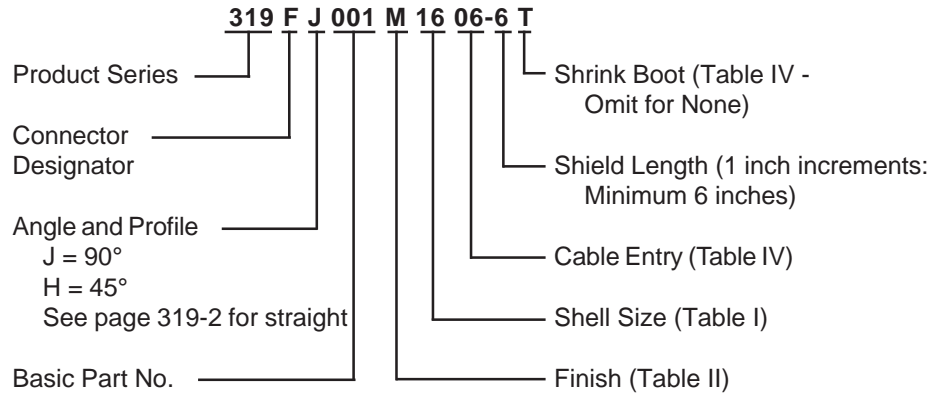 319 F J 001 M 16 06-6 T
Product Series
Connector
Designator
Angle and Profile
J = 90°
H = 45°
See page 319-2 for straight
Basic Part No.
Shrink Boot (Table IV -
Omit for None)
Shield Length (1 inch increments:
Minimum 6 inches)
Cable Entry (Table IV)
Shell Size (Table I)
Finish (Table II)